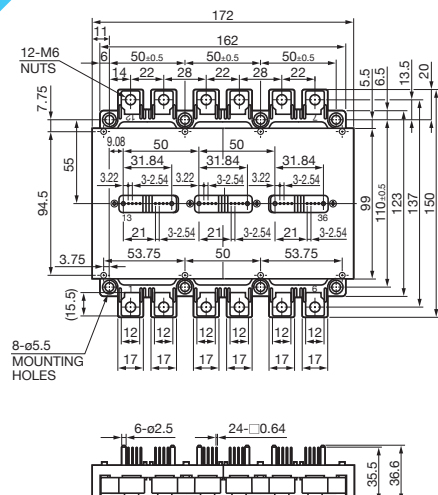 172
11
162
12-M6
NUTS
6 50±0.5 50±0.5 50±0.5
14 22 28 22 28 22
5.5
6.5
13.5
20
7.75
12 7
9.08 50 50
31.84 31.84 31.84
3.22 3-2.54 3.22 3-2.54 3.22 3-2.54
55
94.5
99
110±0.5
123
137
150
13 36
21 3-2.54 21 3-2.54 21 3-2.54
53.75 50 53.75
3.75
(15.5)
1 6
12 12 12 12 12 12
17 17 17 17 17 17
8-ø5.5
MOUNTING
HOLES
6-ø2.5 24-□0.64
35.5
36.6